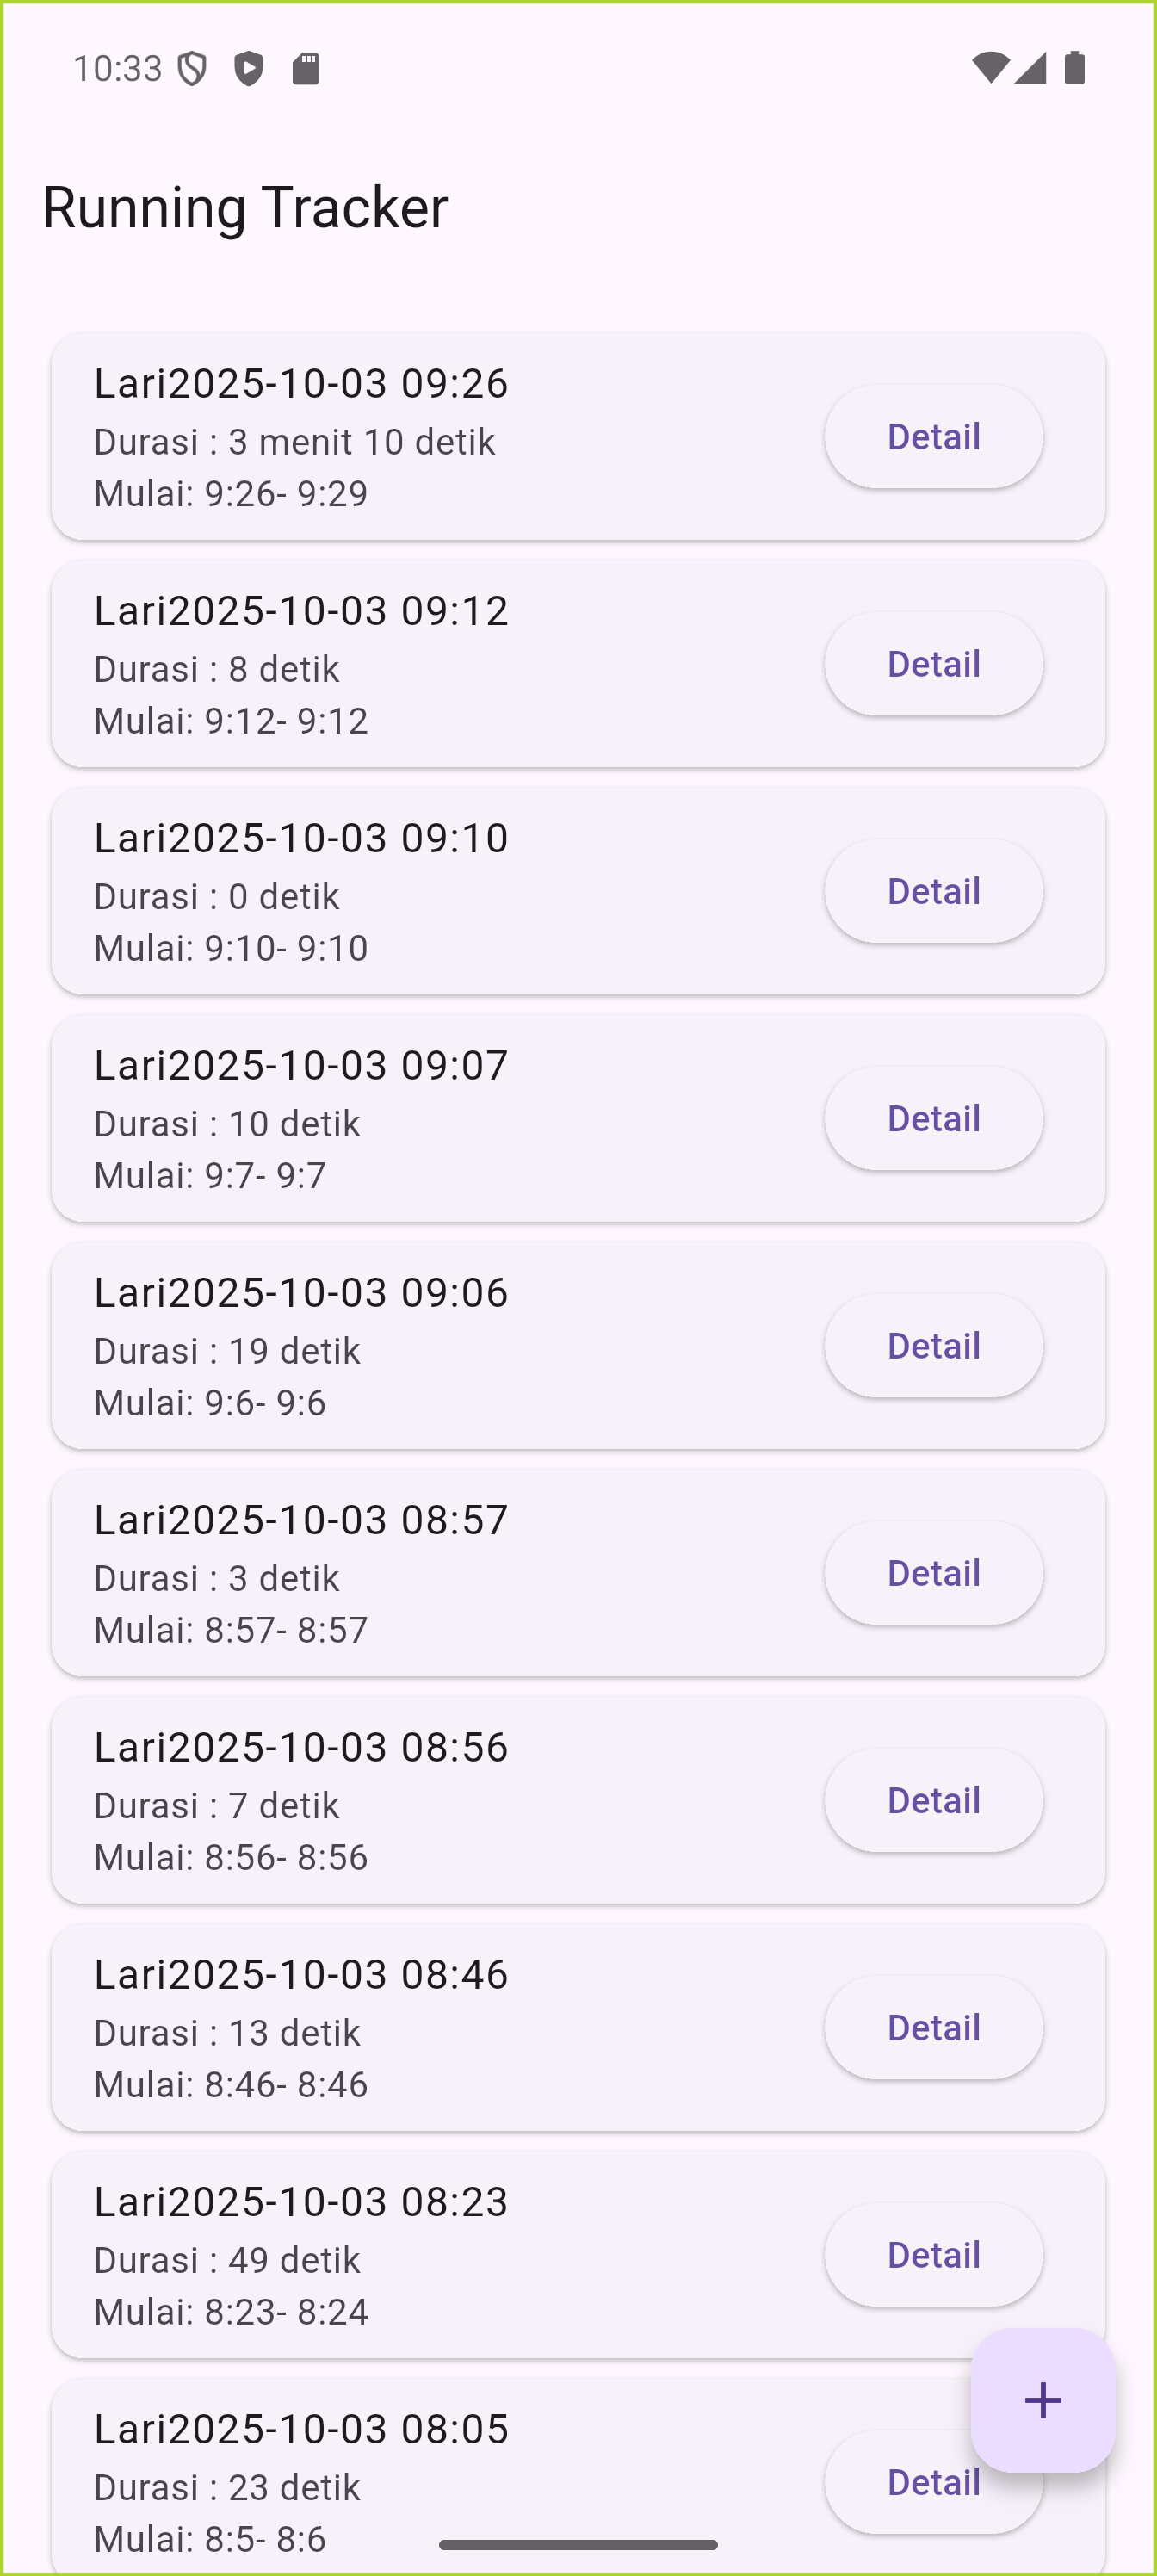 10:33
Running Tracker
Lari2025-10-03 09:26
Durasi : 3 menit 10 detik
Mulai: 9:26- 9:29
Detail
Lari2025-10-03 09:12
Durasi : 8 detik
Mulai: 9:12- 9:12
Detail
Lari2025-10-03 09:10
Durasi : 0 detik
Mulai: 9:10- 9:10
Detail
Lari2025-10-03 09:07
Durasi : 10 detik
Mulai: 9:7- 9:7
Detail
Lari2025-10-03 09:06
Durasi : 19 detik
Mulai: 9:6- 9:6
Detail
Lari2025-10-03 08:57
Durasi : 3 detik
Mulai: 8:57- 8:57
Detail
Lari2025-10-03 08:56
Durasi : 7 detik
Mulai: 8:56- 8:56
Detail
Lari2025-10-03 08:46
Durasi : 13 detik
Mulai: 8:46- 8:46
Detail
Lari2025-10-03 08:23
Durasi : 49 detik
Mulai: 8:23- 8:24
Detail
Lari2025-10-03 08:05
Durasi : 23 detik
Mulai: 8:5- 8:6
Detail